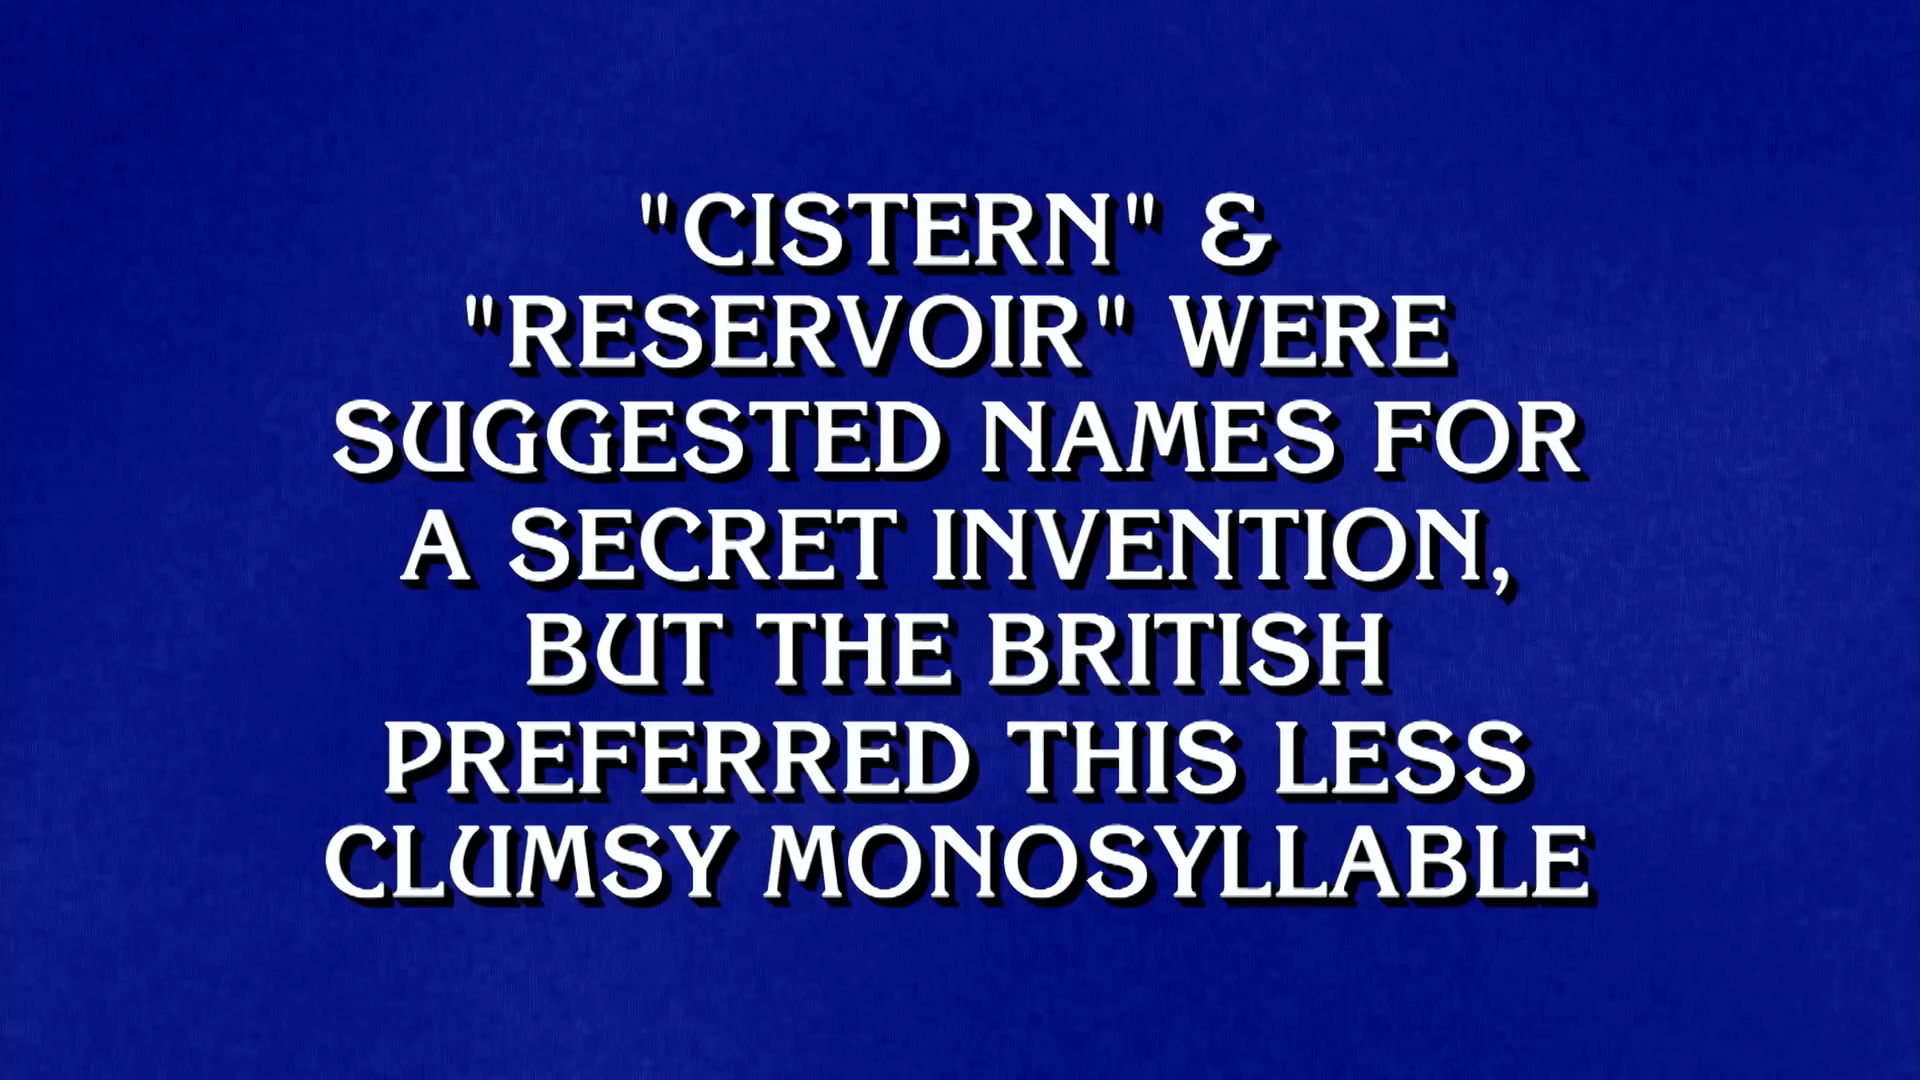 "CISTERN" &
"RESERVOIR" WERE
SUGGESTED NAMES FOR
A SECRET INVENTION,
BUT THE BRITISH
PREFERRED THIS LESS
CLUMSY MONOSYLLABLE